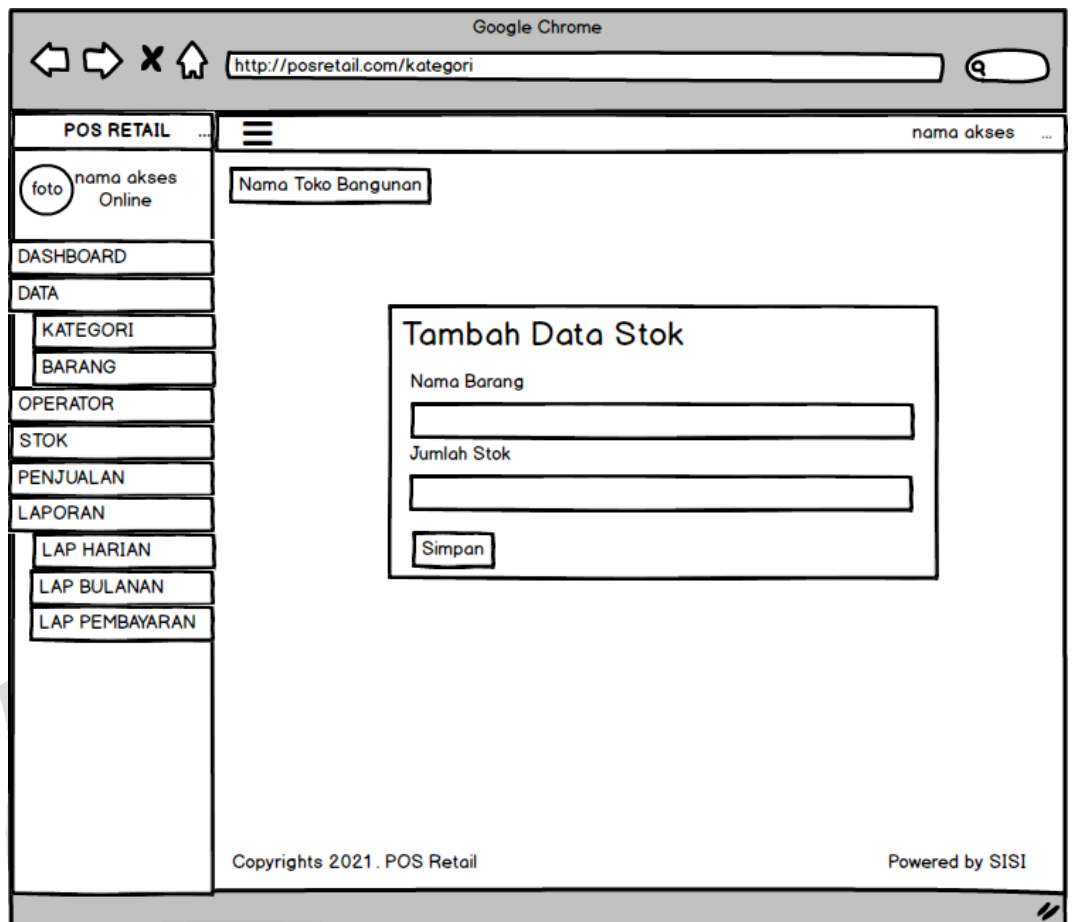 Google Chrome
http://posretail.com/kategori
POS RETAIL ...
nama akses ...
foto
nama akses
Online
Nama Toko Bangunan
DASHBOARD
DATA
KATEGORI
BARANG
OPERATOR
STOK
PENJUALAN
LAPORAN
LAP HARIAN
LAP BULANAN
LAP PEMBAYARAN
Tambah Data Stok
Nama Barang
Jumlah Stok
Simpan
Copyrights 2021. POS Retail
Powered by SISI